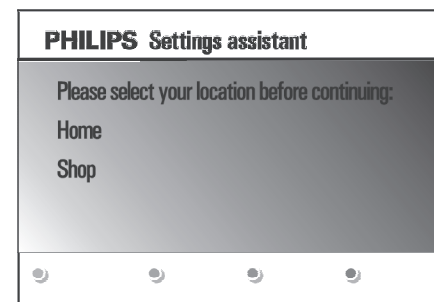 PHILIPS Settings assistant
Please select your location before continuing:
Home
Shop